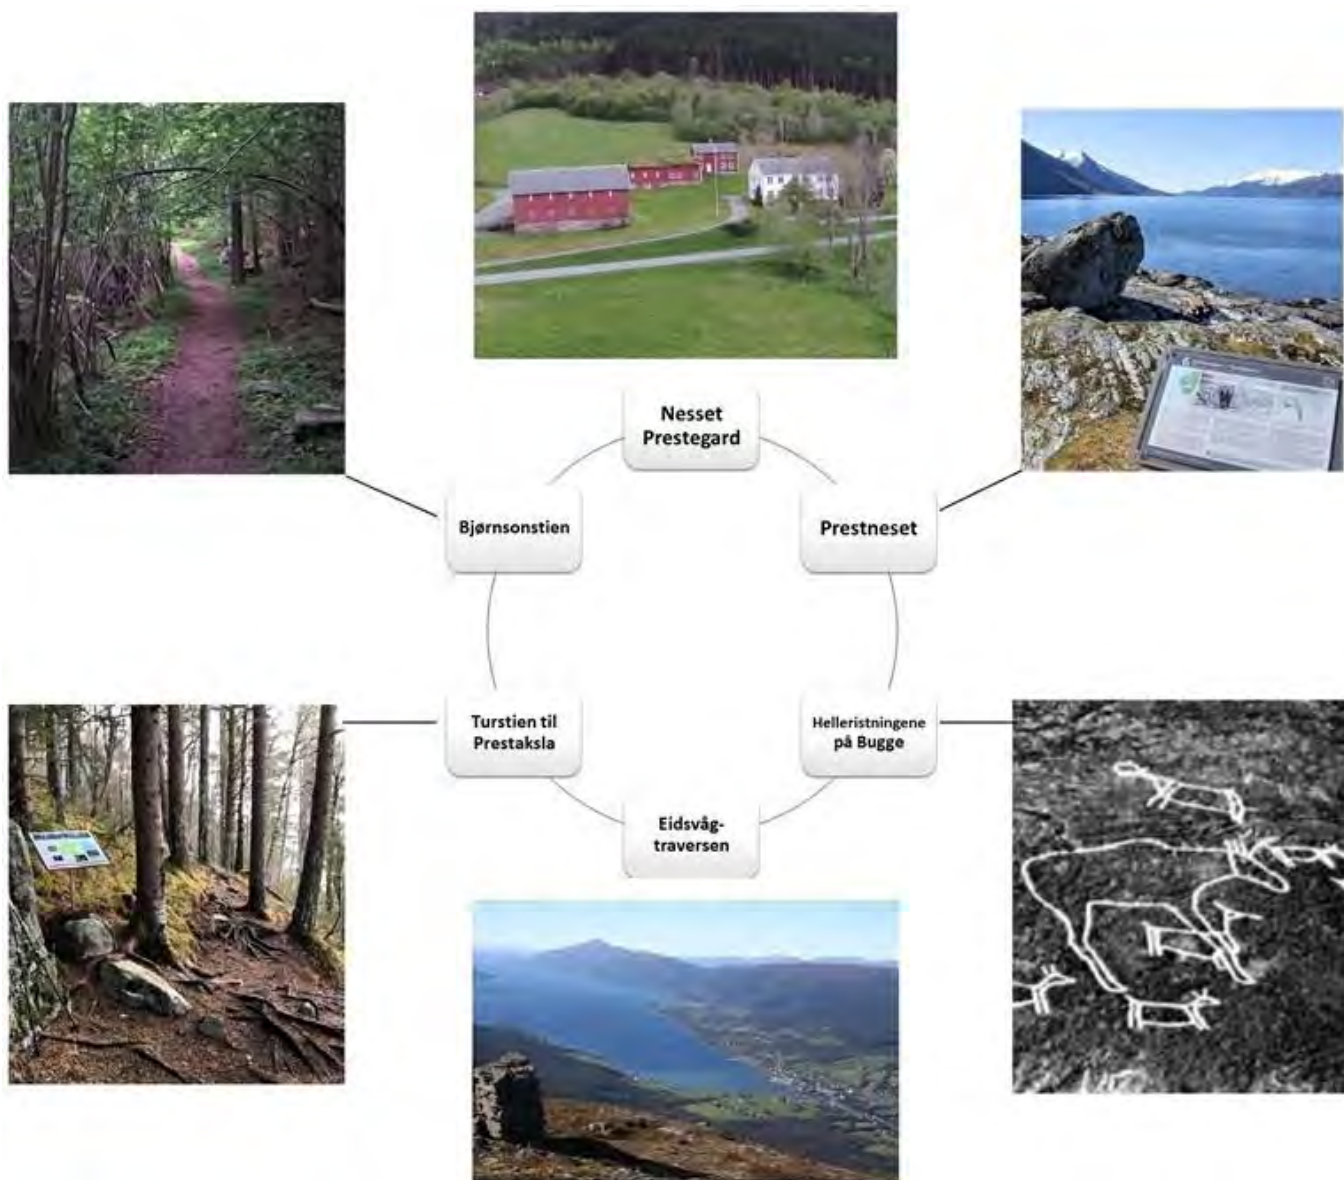 Nesset
Prestegard
Bjørnsonstien
Prestneset
Turstien til
Prestaksla
Helleristningene
på Bugge
Eidsvåg-
traversen